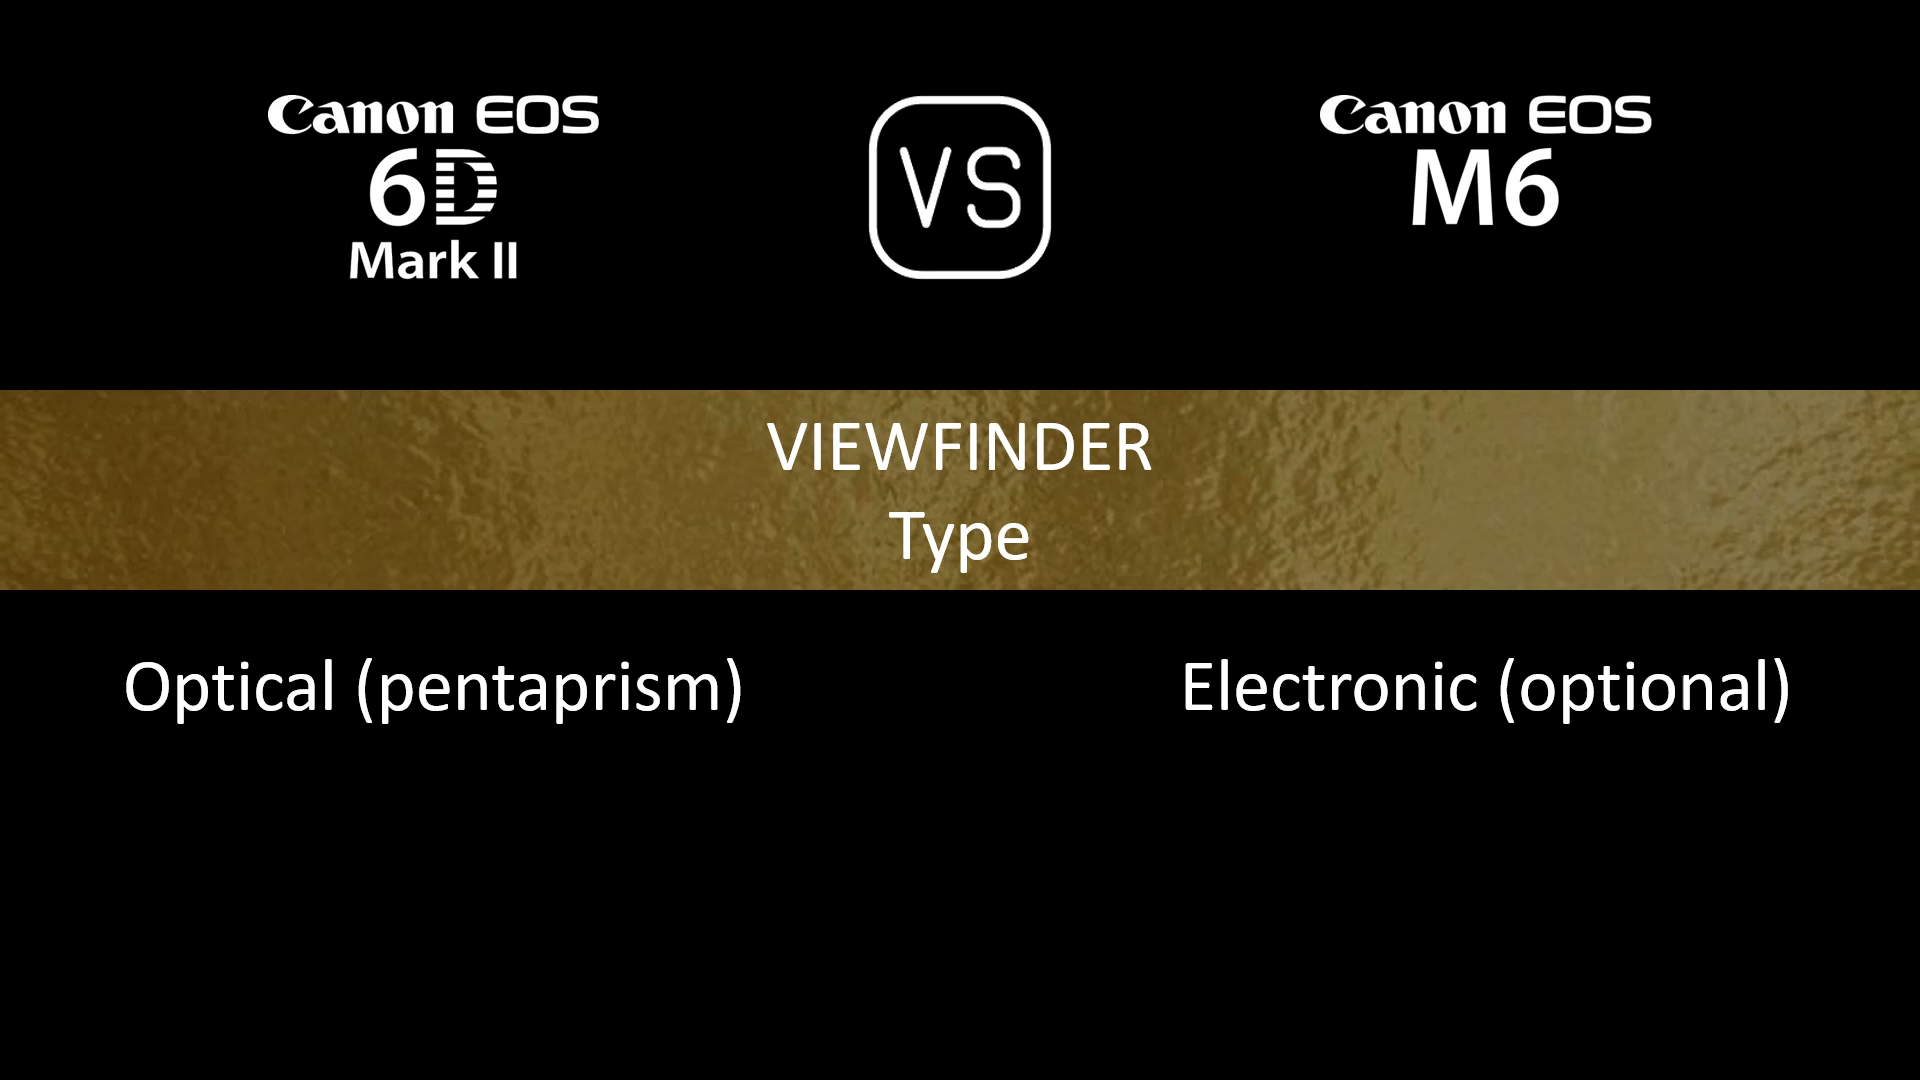 Canon EOS
6D
Mark II
VS
Canon EOS
M6
VIEWFINDER
Type
Optical (pentaprism)
Electronic (optional)